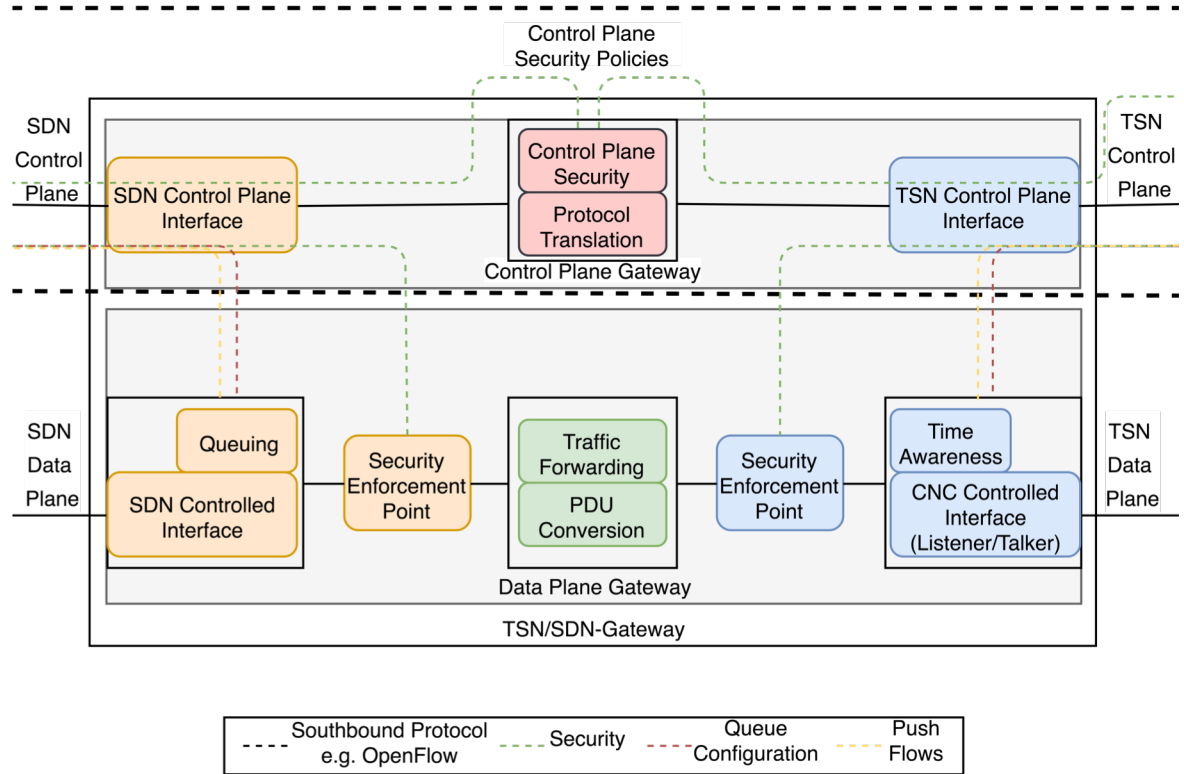 Control Plane
Security Policies
SDN
Control
Plane
TSN
Control
Plane
SDN Control Plane
Interface
Control Plane
Security
Protocol
Translation
TSN Control Plane
Interface
Control Plane Gateway
SDN
Data
Plane
Queuing
SDN Controlled
Interface
Security
Enforcement
Point
Traffic
Forwarding
PDU
Conversion
Security
Enforcement
Point
Time
Awareness
CNC Controlled
Interface
(Listener/Talker)
TSN
Data
Plane
Data Plane Gateway
TSN/SDN-Gateway
Southbound Protocol
e.g. OpenFlow
Security
Queue
Configuration
Push
Flows